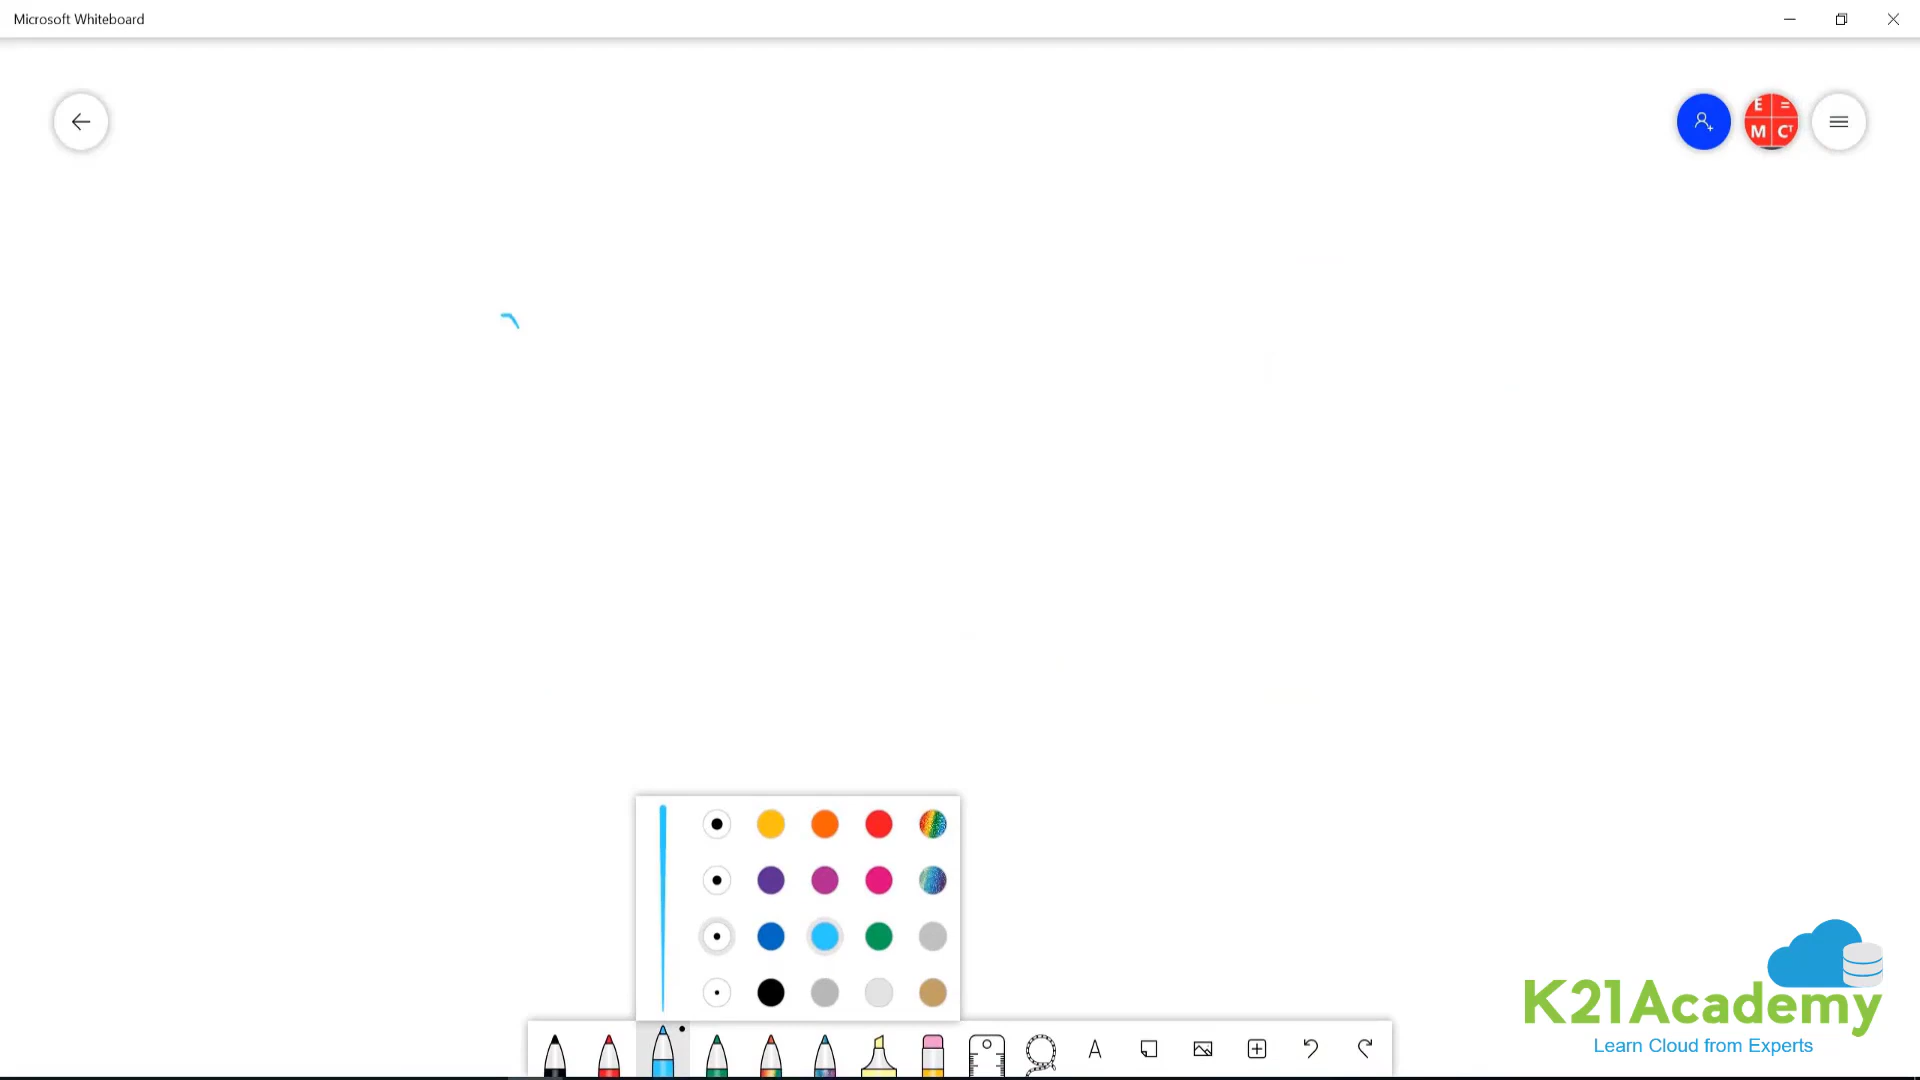 Microsoft Whiteboard
E =
M C
K21Academy
Learn Cloud from Experts